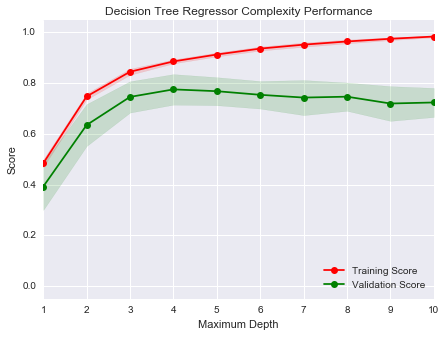 Decision Tree Regressor Complexity Performance
Score
1.0
0.8
0.6
0.4
0.2
0.0
Training Score
Validation Score
1 2 3 4 5 6 7 8 9 10
Maximum Depth